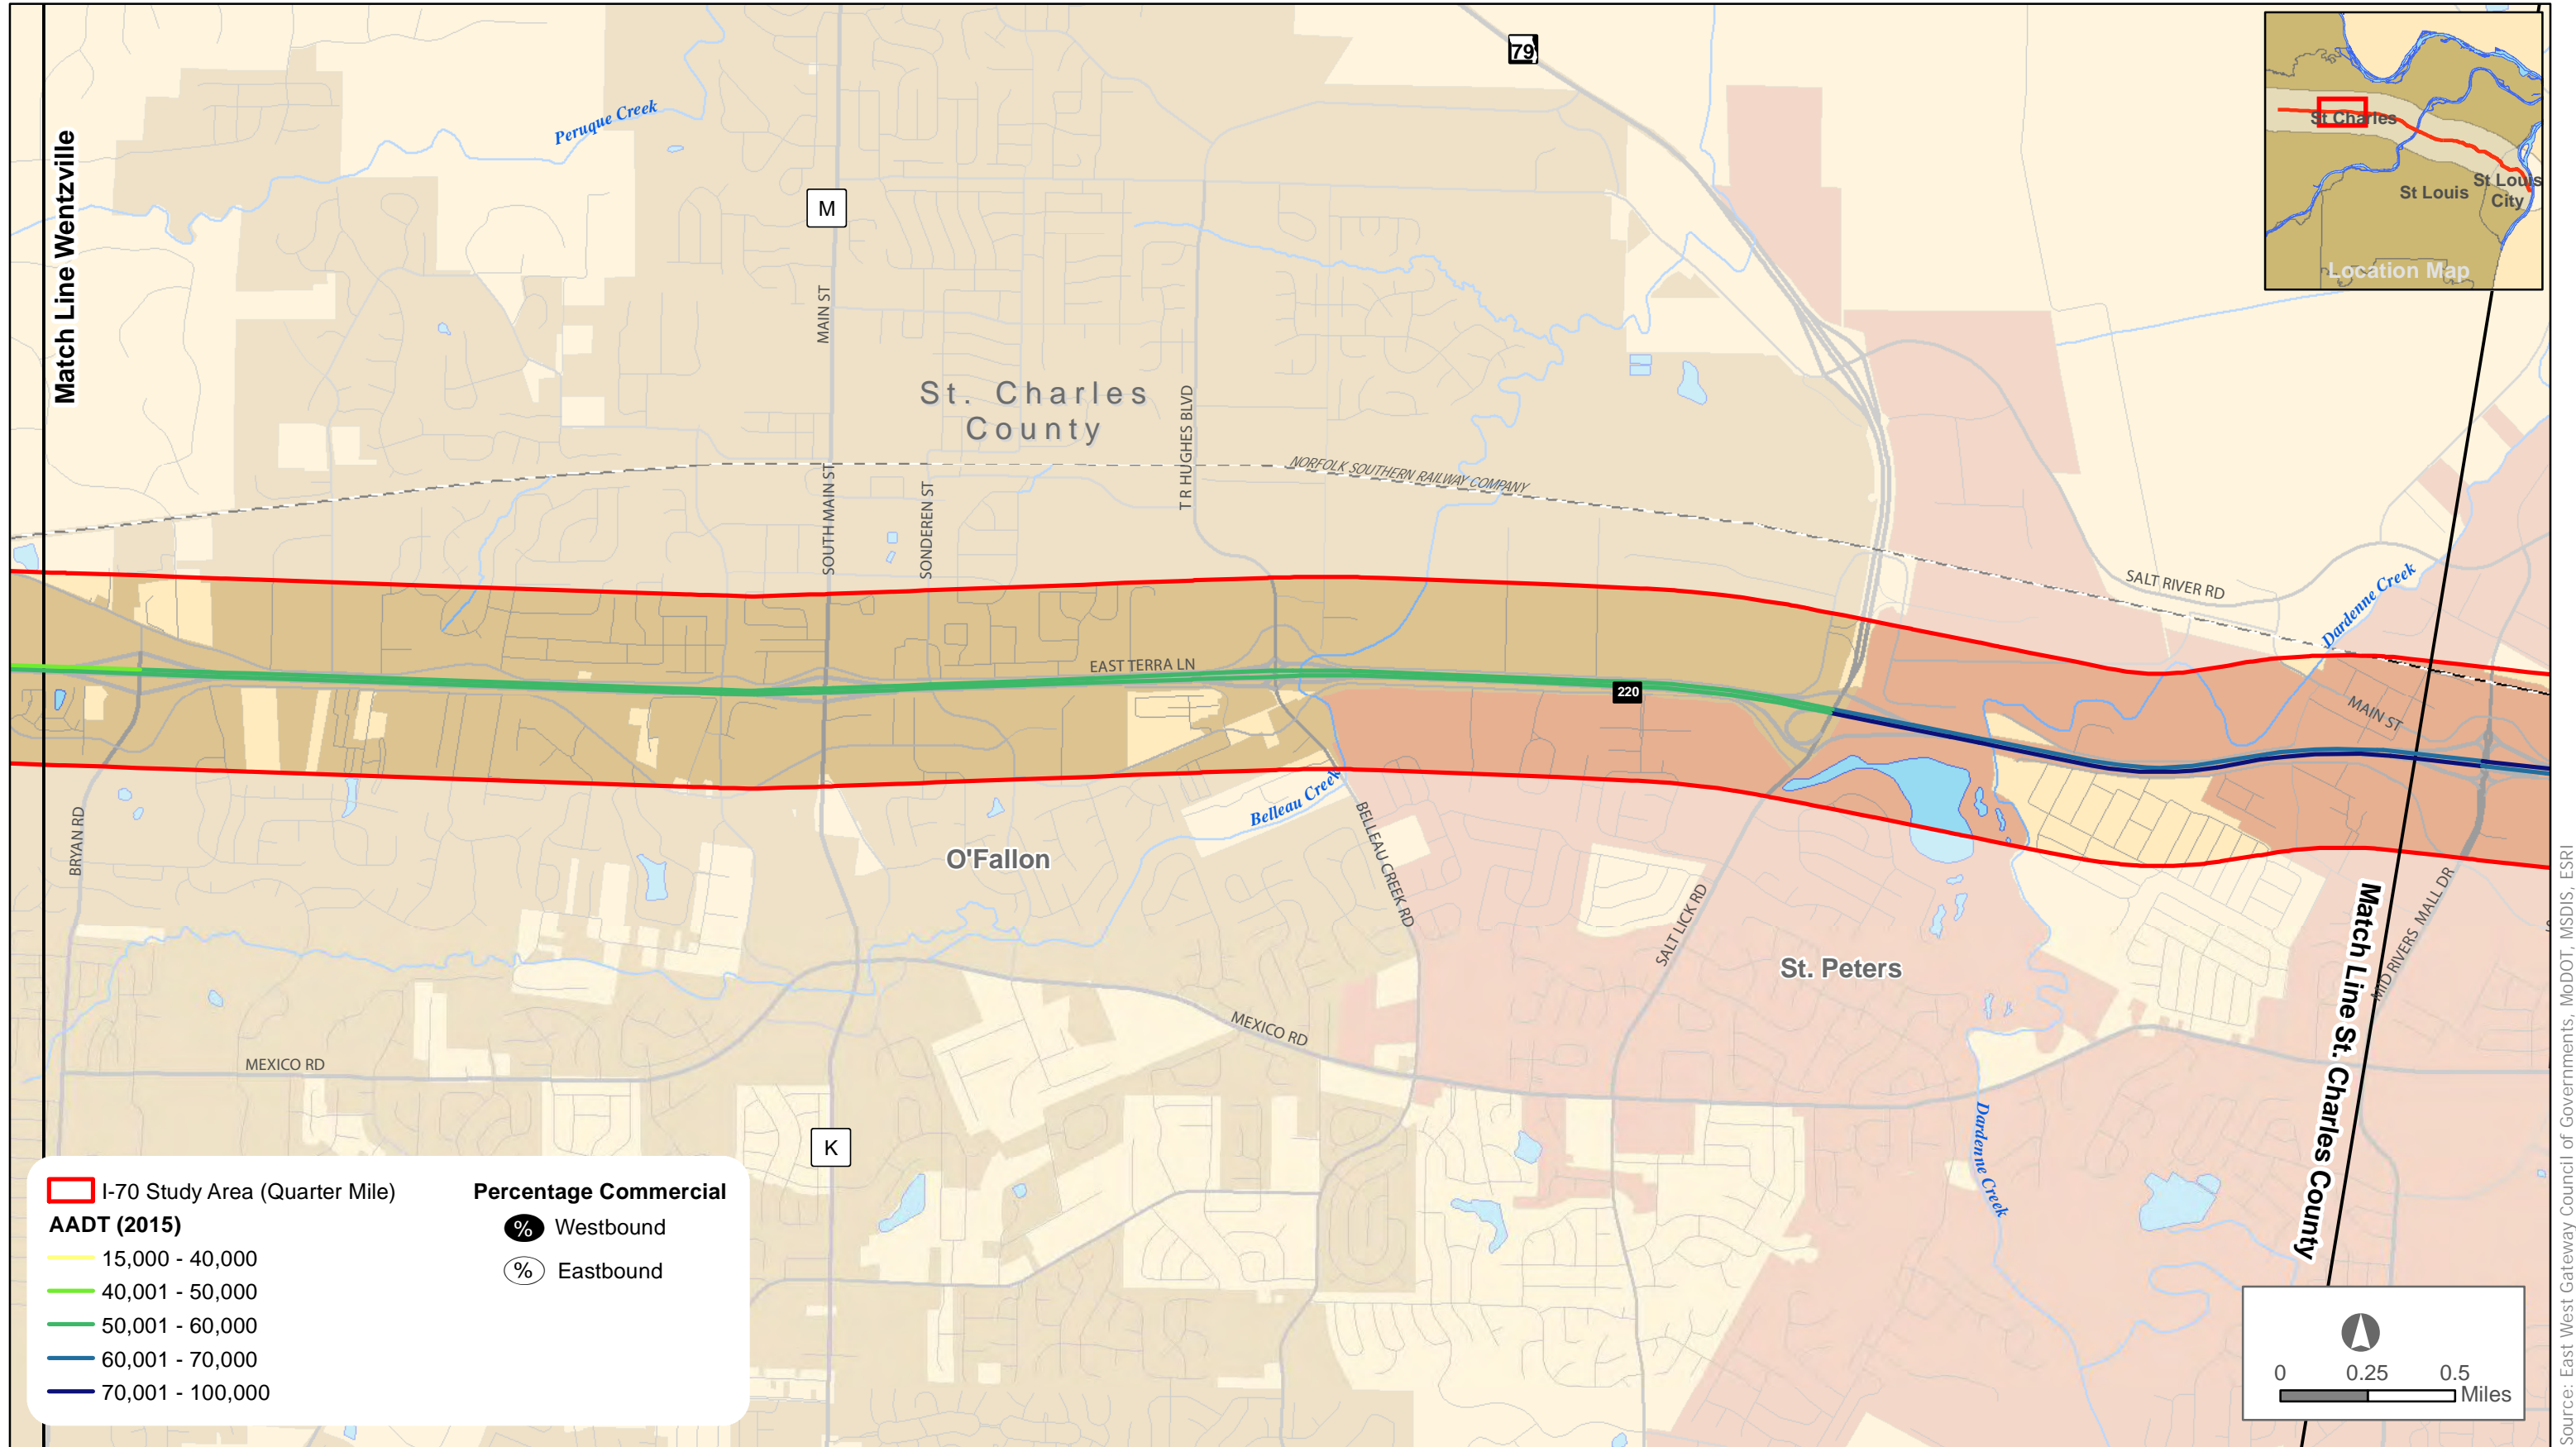 79
Match Line Wentzville
Peruque Creek
M
St Charles
St Louis
St Louis
City
Location Map
MAIN ST
St. Charles
County
T R HUGHES BLVD
NORFOLK SOUTHERN RAILWAY COMPANY
SOUTH MAIN ST
SONDEREN ST
SALT RIVER RD
Dardenne Creek
EAST TERRA LN
220
MAIN ST
Belleau Creek
BRYAN RD
O'Fallon
BELLEAU CREEK RD
SALT LICK RD
St. Peters
MID RIVERS MALL DR
Match Line St. Charles County
MEXICO RD
MEXICO RD
K
Dardenne Creek
I-70 Study Area (Quarter Mile)
AADT (2015)
15,000 - 40,000
40,001 - 50,000
50,001 - 60,000
60,001 - 70,000
70,001 - 100,000
Percentage Commercial
% Westbound
% Eastbound
0 0.25 0.5
Miles
Source: East West Gateway Council of Governments, MoDOT, MSDIS, ESRI